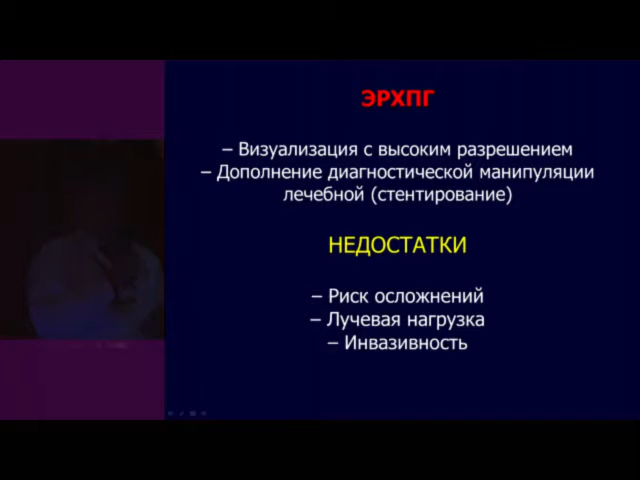 ЭРХПГ
– Визуализация с высоким разрешением
– Дополнение диагностической манипуляции
лечебной (стентирование)
НЕДОСТАТКИ
– Риск осложнений
– Лучевая нагрузка
– Инвазивность